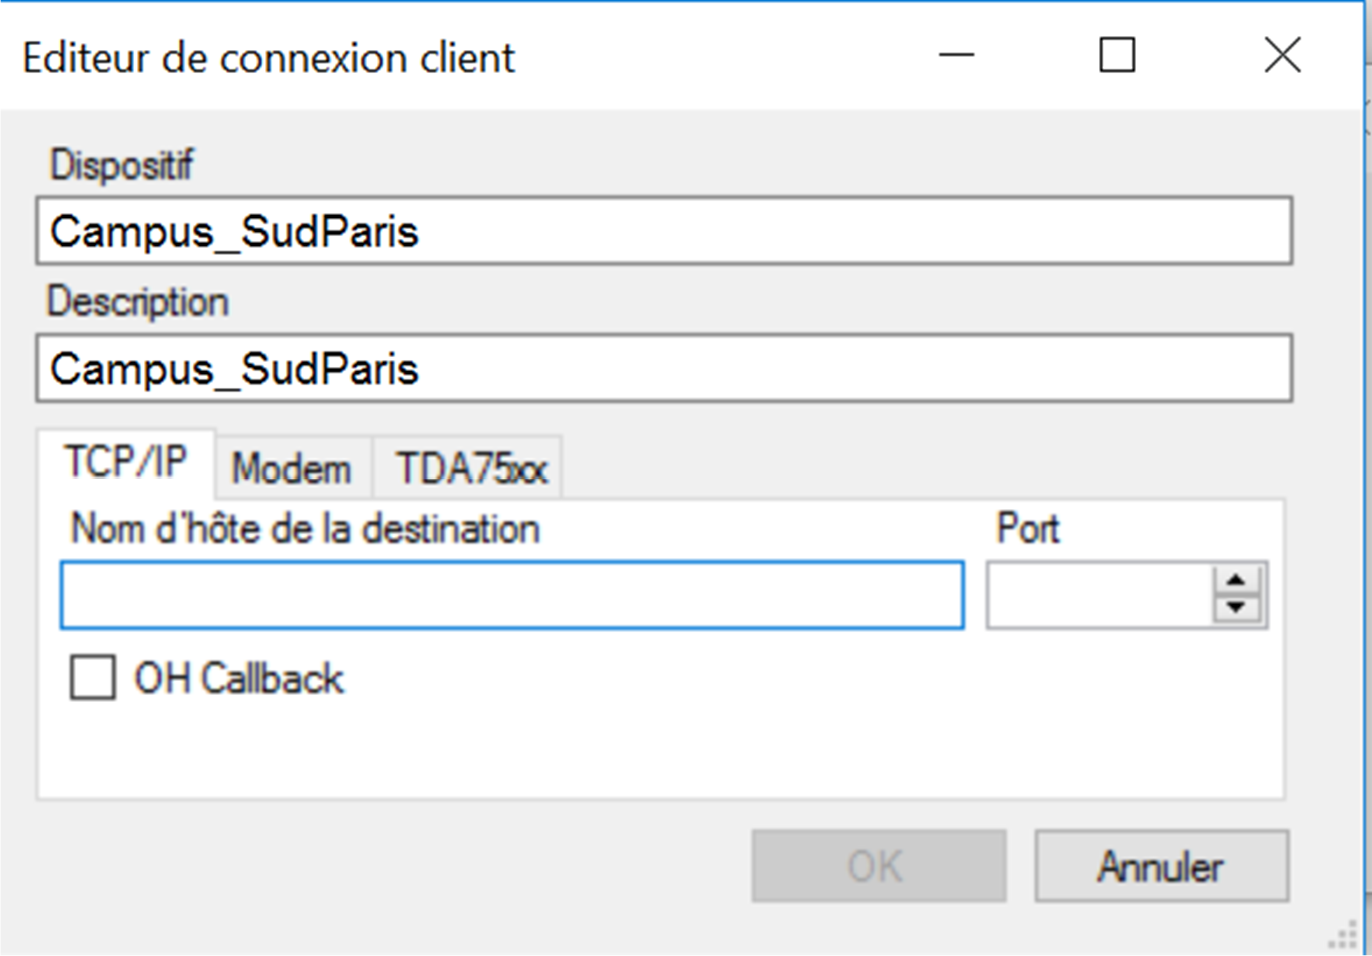 Editeur de connexion client
Dispositif
Campus_SudParis
Description
Campus_SudParis
TCP/IP Modem TDA75xx
Nom d'hôte de la destination Port
OH Callback
OK Annuler